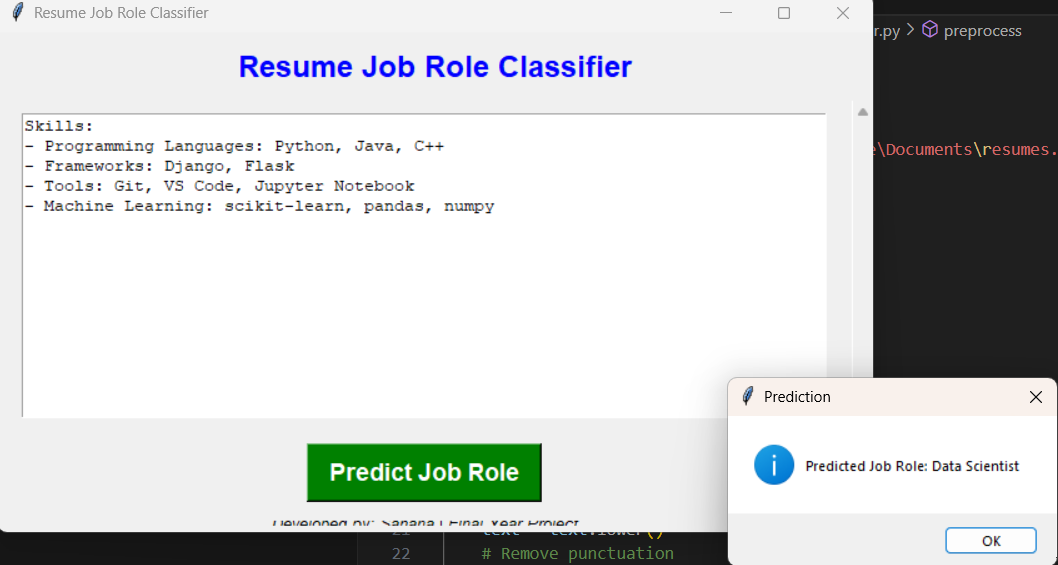 Resume Job Role Classifier
r.py > preprocess
Resume Job Role Classifier
Skills:
- Programming Languages: Python, Java, C++
- Frameworks: Django, Flask
- Tools: Git, VS Code, Jupyter Notebook
- Machine Learning: scikit-learn, pandas, numpy
\Documents\resumes.
Predict Job Role
Prediction
Predicted Job Role: Data Scientist
OK
Developed by: Sahana | Final Year Project
21 text = text.lower()
22 # Remove punctuation